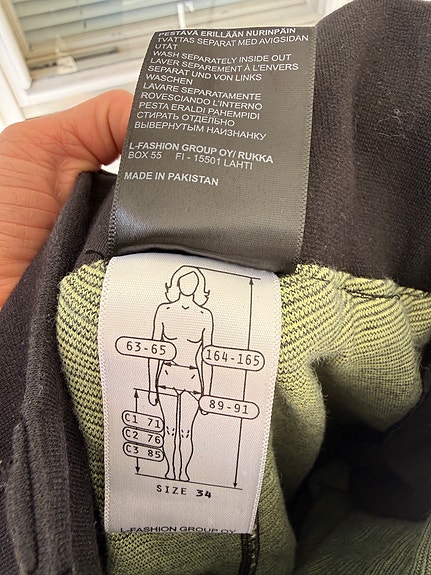 PESTÄVÄ ERILLÄÄN NURINPÄIN
TVÄTTAS SEPARAT MED AVIGSIDAN
UTÅT
WASH SEPARATELY INSIDE OUT
LAVER SEPAREMENT À L'ENVERS
SEPARAT UND VON LINKS
WASCHEN
LAVARE SEPARATAMENTE
ROVESCIANDO L'INTERNO
PESTA ERALDI PAHEMPIDI
СТИРАТЬ ОТДЕЛЬНО
ВЫВЕРНУТЫМ НАИЗНАНКУ
L-FASHION GROUP OY/ RUKKA
BOX 55 FI - 15501 LAHTI
MADE IN PAKISTAN
63-65
164-165
89-91
C1 71
C2 76
C3 85
SIZE 34
L-FASHION GROUP OY